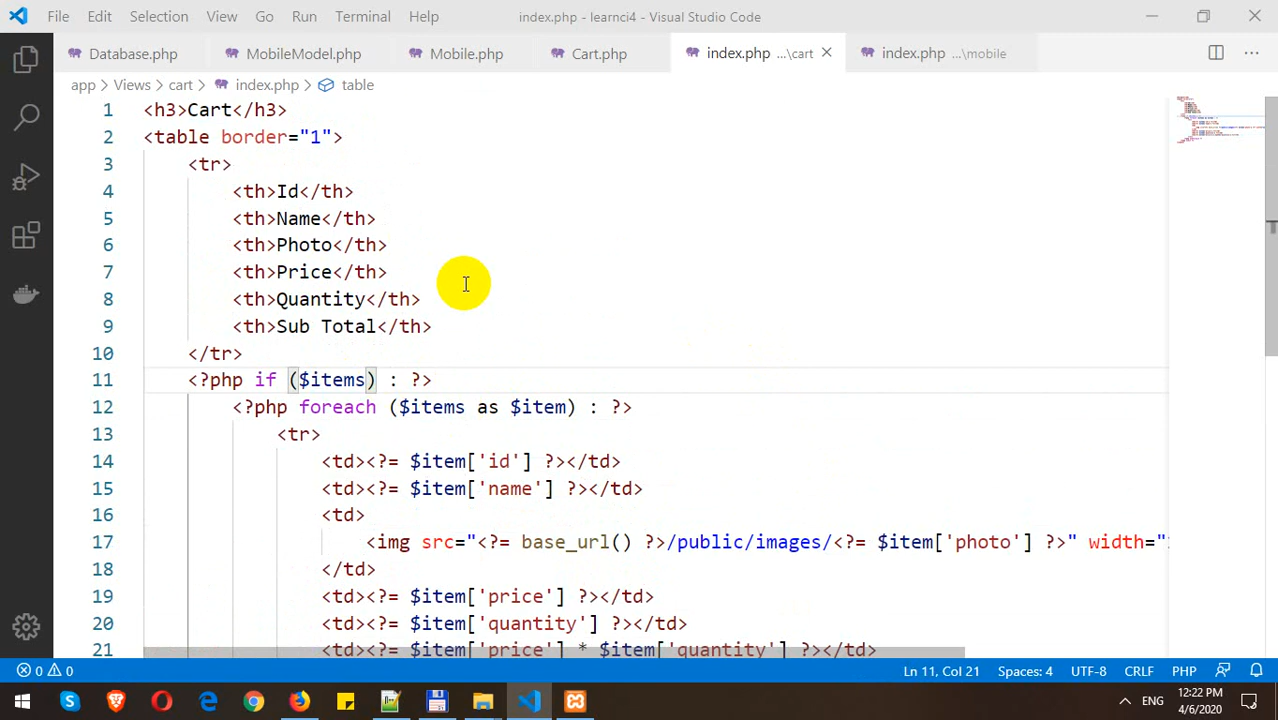 File Edit Selection View Go Run Terminal Help index.php - learnci4 - Visual Studio Code
Database.php MobileModel.php Mobile.php Cart.php index.php ...\cart index.php ...\mobile
app > Views > cart > index.php > table
1 <h3>Cart</h3>
2 <table border="1">
3 <tr>
4 <th>Id</th>
5 <th>Name</th>
6 <th>Photo</th>
7 <th>Price</th>
8 <th>Quantity</th>
9 <th>Sub Total</th>
10 </tr>
11 <?php if ($items) : ?>
12 <?php foreach ($items as $item) : ?>
13 <tr>
14 <td><?= $item['id'] ?></td>
15 <td><?= $item['name'] ?></td>
16 <td>
17 <img src="<?= base_url() ?>/public/images/<?= $item['photo'] ?>" width="
18 </td>
19 <td><?= $item['price'] ?></td>
20 <td><?= $item['quantity'] ?></td>
21 <td><?= $item['price'] * $item['quantity'] ?></td>
0 0 Ln 11, Col 21 Spaces: 4 UTF-8 CRLF PHP
ENG 12:22 PM
4/6/2020